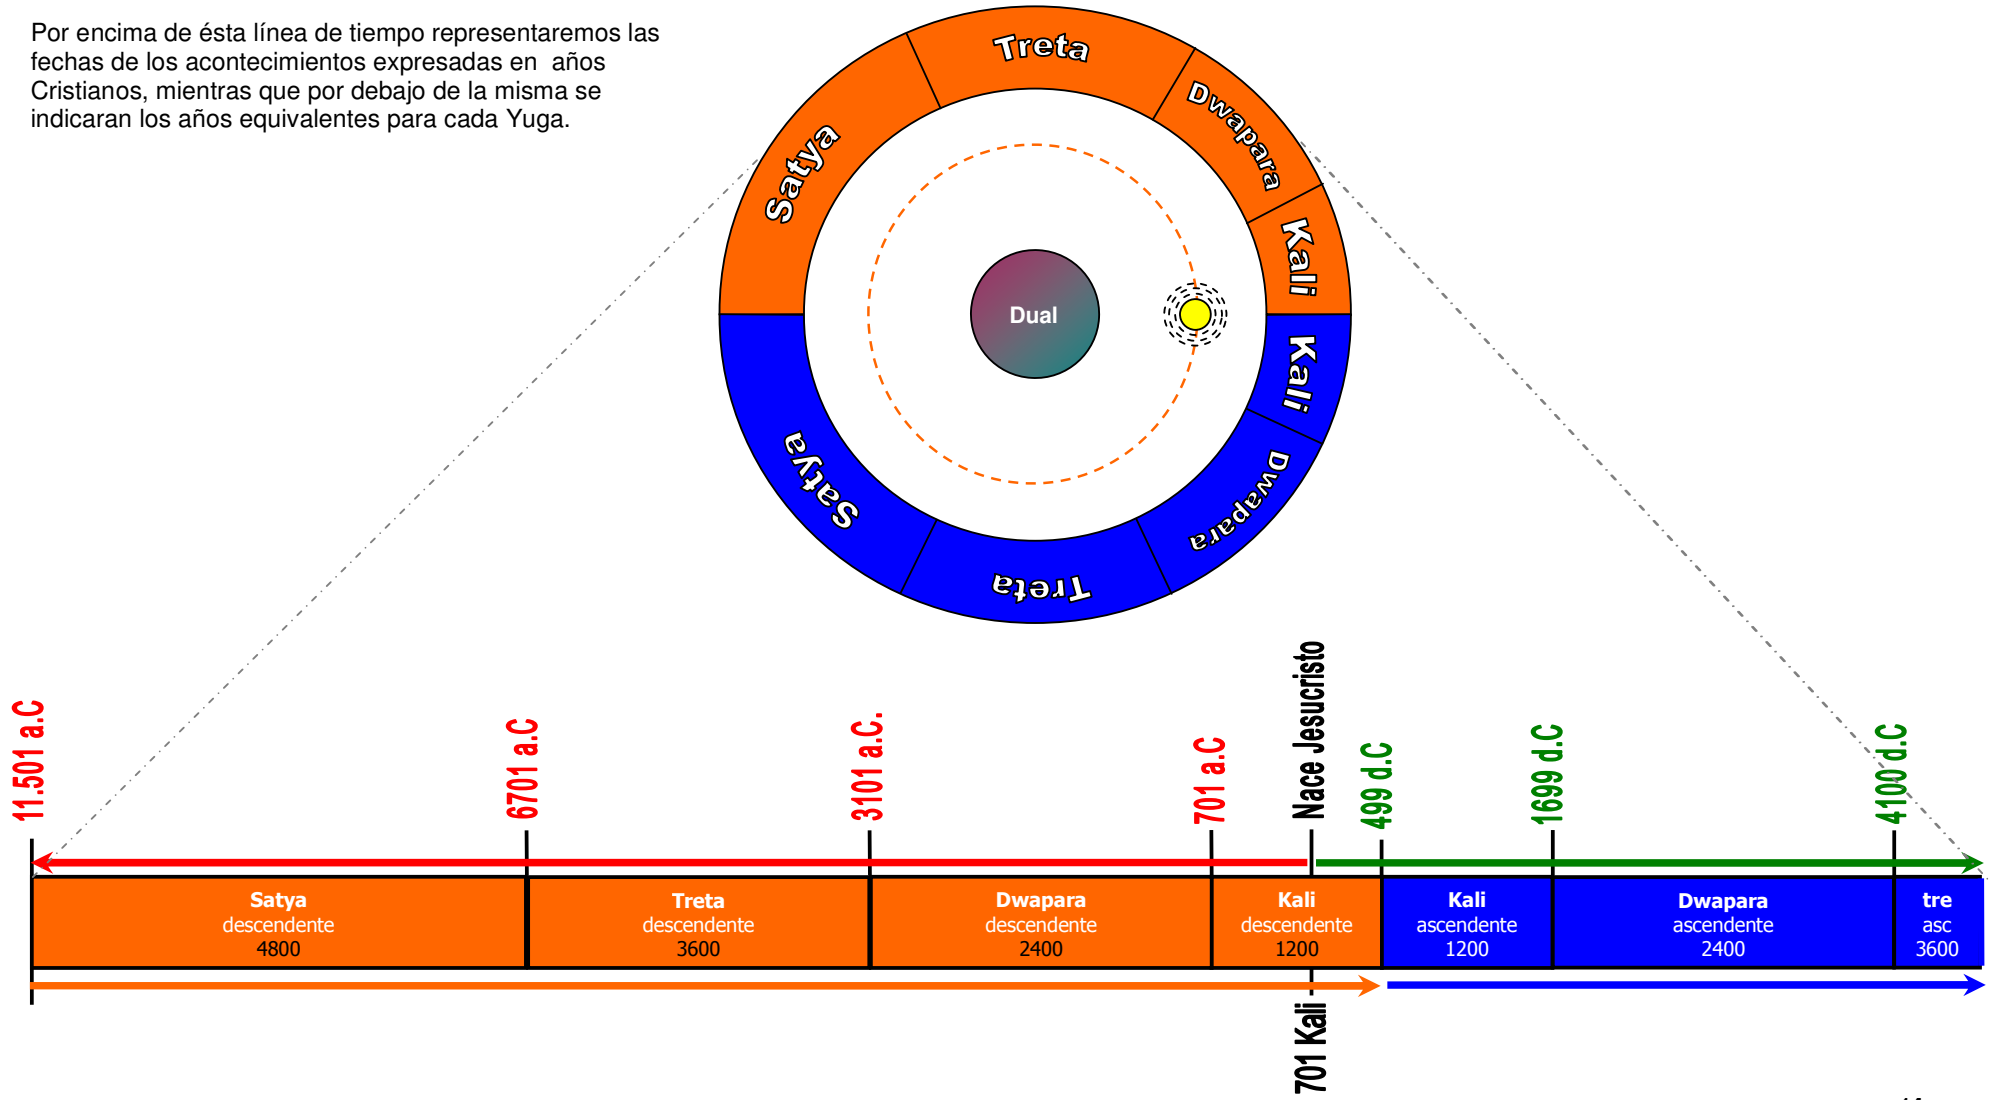 Por encima de ésta línea de tiempo representaremos las
fechas de los acontecimientos expresadas en años
Cristianos, mientras que por debajo de la misma se
indicaran los años equivalentes para cada Yuga.
Treta
Dwapara
Satya
Kali
Dual
Kali
Satya
Dwapara
Treta
11.501 a.C
6701 a.C
3101 a.C.
701 a.C
Nace Jesucristo
499 d.C
1699 d.C
4100 d.C
Satya
descendente
4800
Treta
descendente
3600
Dwapara
descendente
2400
Kali
descendente
1200
Kali
ascendente
1200
Dwapara
ascendente
2400
tre
asc
3600
701 Kali